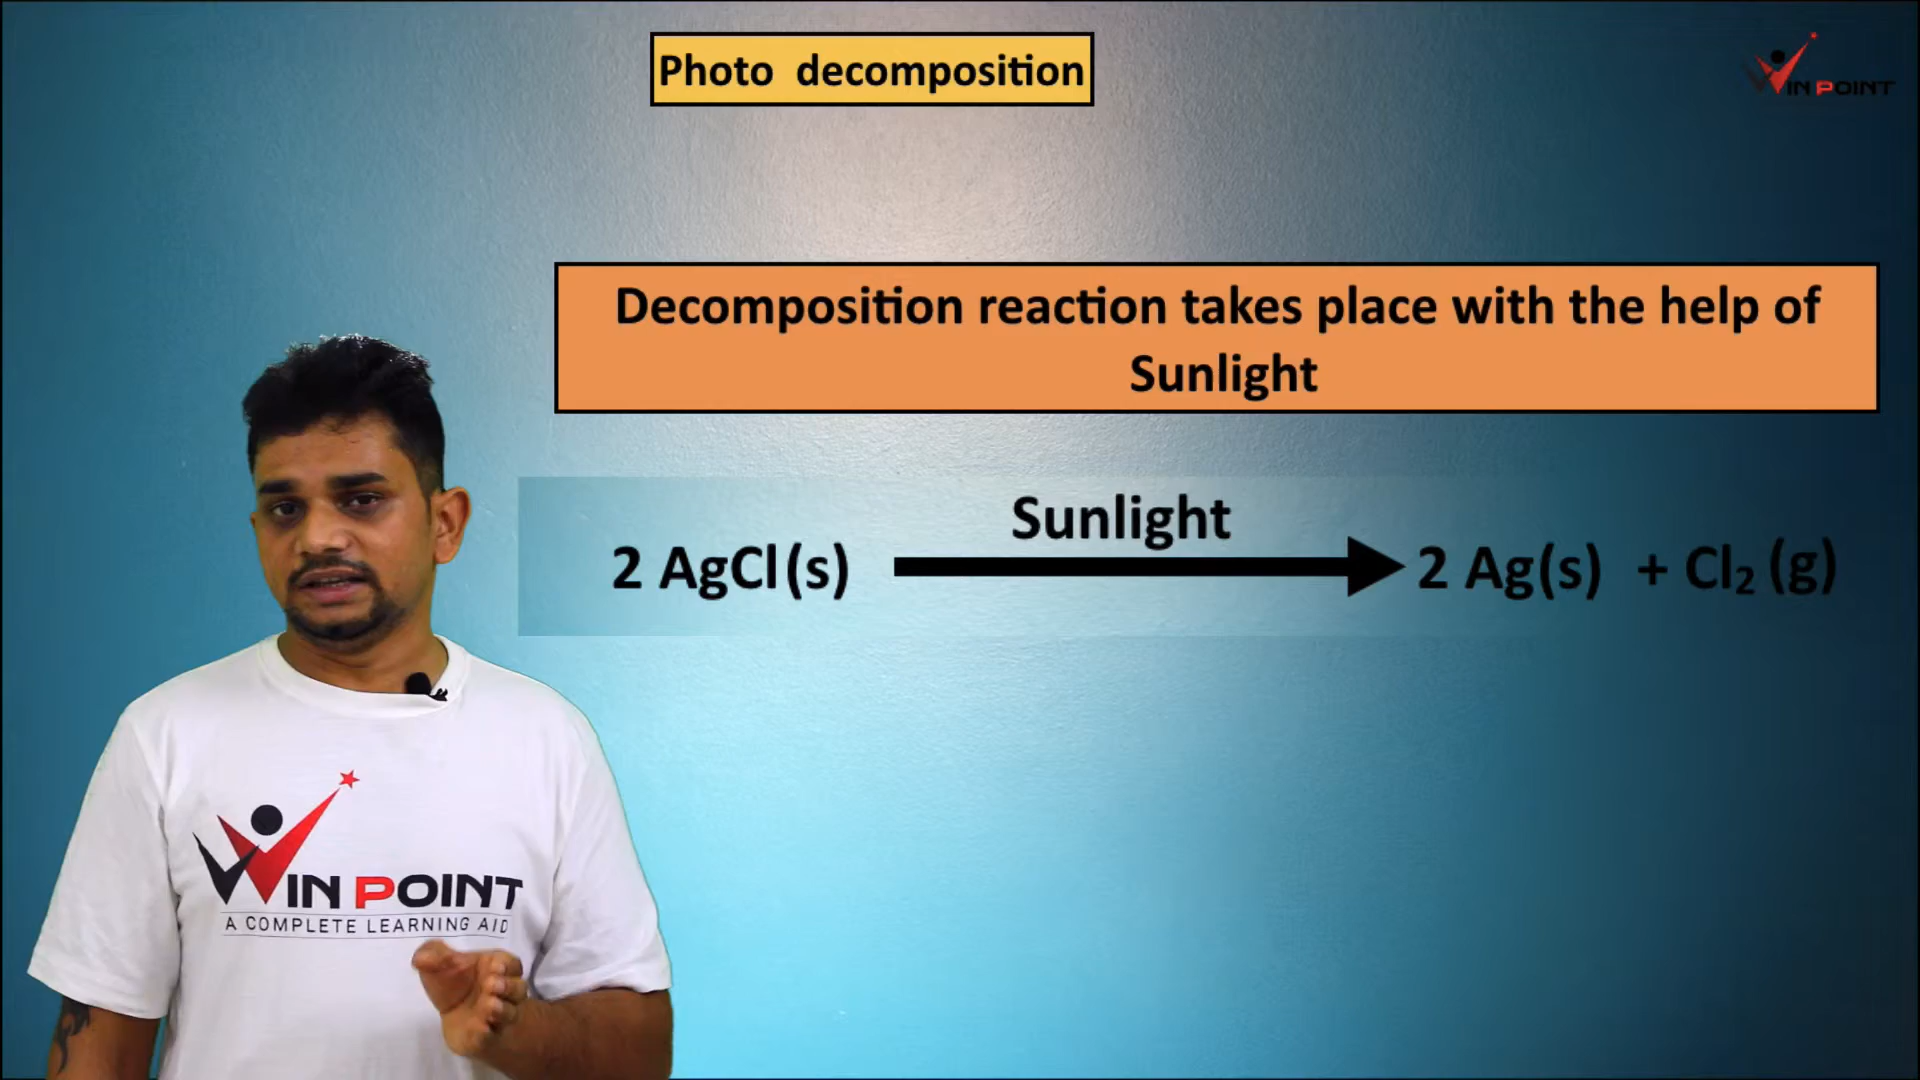 Photo decomposition
WIN POINT
Decomposition reaction takes place with the help of
Sunlight
Sunlight
2 AgCl (s) 2 Ag(s) + Cl₂ (g)
WIN POINT
A COMPLETE LEARNING AID